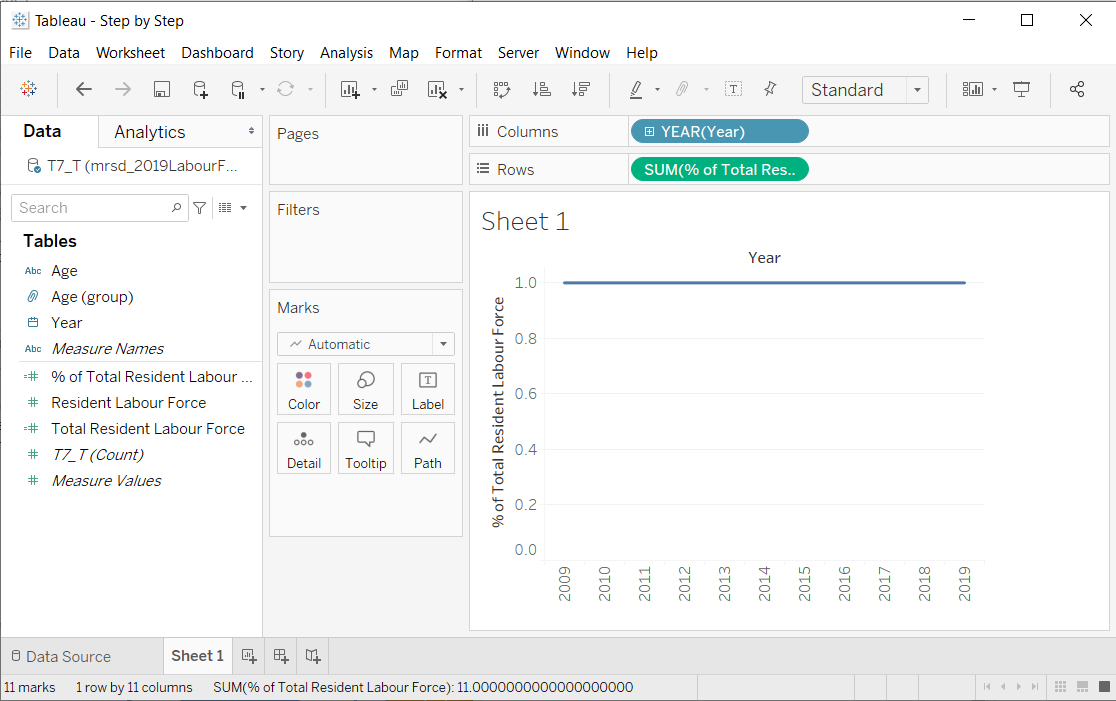 Tableau - Step by Step
File Data Worksheet Dashboard Story Analysis Map Format Server Window Help
Standard
Data
Analytics
T7_T (mrsd_2019LabourF...
Search
Tables
Abc Age
Age (group)
Year
Abc Measure Names
=# % of Total Resident Labour ...
# Resident Labour Force
=# Total Resident Labour Force
# T7_T (Count)
# Measure Values
Pages
Filters
Marks
Automatic
Color Size Label
Detail Tooltip Path
Columns YEAR(Year)
Rows SUM(% of Total Res..
Sheet 1
Year
% of Total Resident Labour Force
1.0
0.8
0.6
0.4
0.2
0.0
2009 2010 2011 2012 2013 2014 2015 2016 2017 2018 2019
Data Source Sheet 1
11 marks 1 row by 11 columns SUM(% of Total Resident Labour Force): 11.0000000000000000000